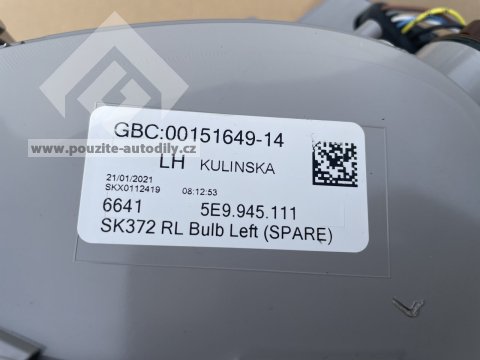 GBC:00151649-14
LH KULINSKA
www.pouzite-autodily.cz
21/01/2021
SKX0112419 08:12:53
6641 5E9.945.111
SK372 RL Bulb Left (SPARE)